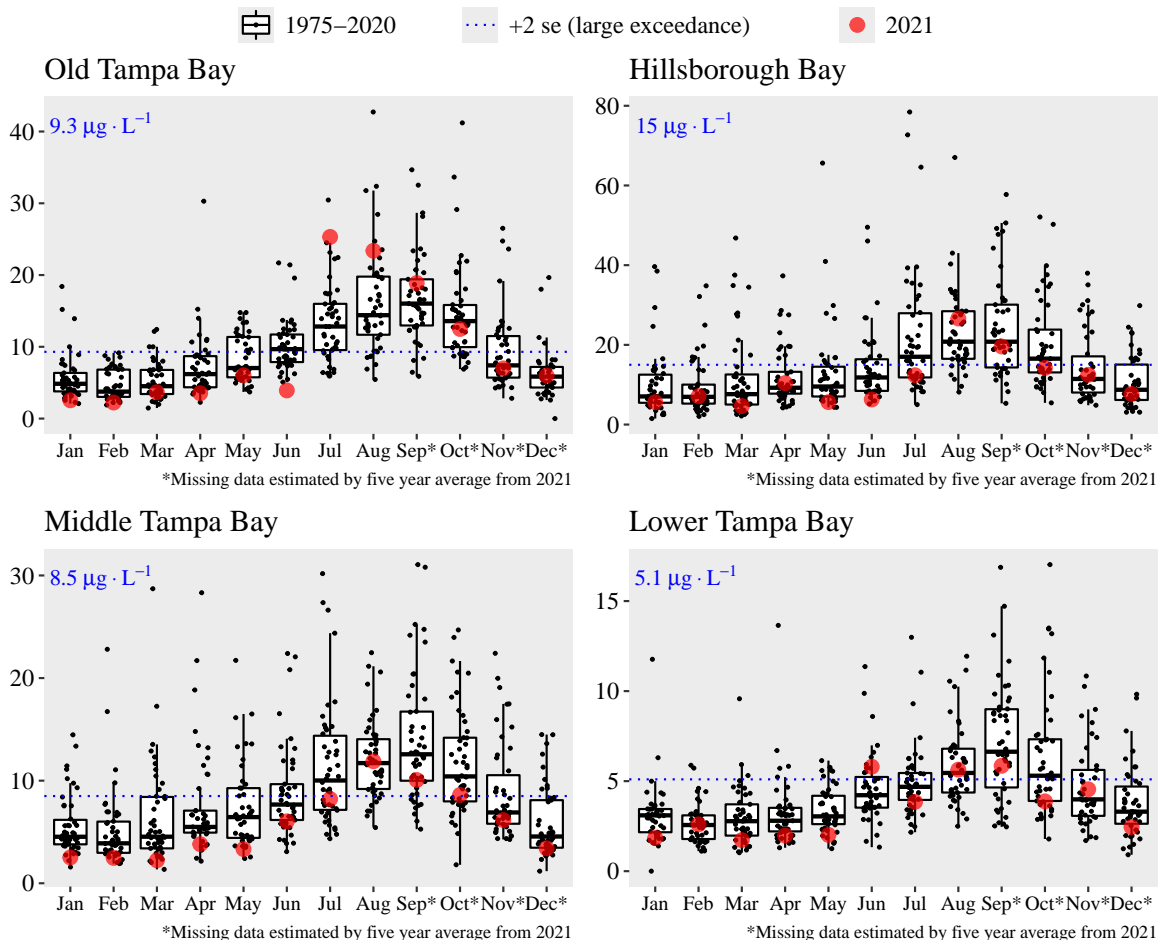 1975−2020 +2 se (large exceedance) 2021
Old Tampa Bay
9.3 μg · L⁻¹
40
30
20
10
0
Jan Feb Mar Apr May Jun Jul Aug Sep* Oct* Nov* Dec*
*Missing data estimated by five year average from 2021
Hillsborough Bay
15 μg · L⁻¹
80
60
40
20
0
Jan Feb Mar Apr May Jun Jul Aug Sep* Oct* Nov* Dec*
*Missing data estimated by five year average from 2021
Middle Tampa Bay
8.5 μg · L⁻¹
30
20
10
0
Jan Feb Mar Apr May Jun Jul Aug Sep* Oct* Nov* Dec*
*Missing data estimated by five year average from 2021
Lower Tampa Bay
5.1 μg · L⁻¹
15
10
5
0
Jan Feb Mar Apr May Jun Jul Aug Sep* Oct* Nov* Dec*
*Missing data estimated by five year average from 2021